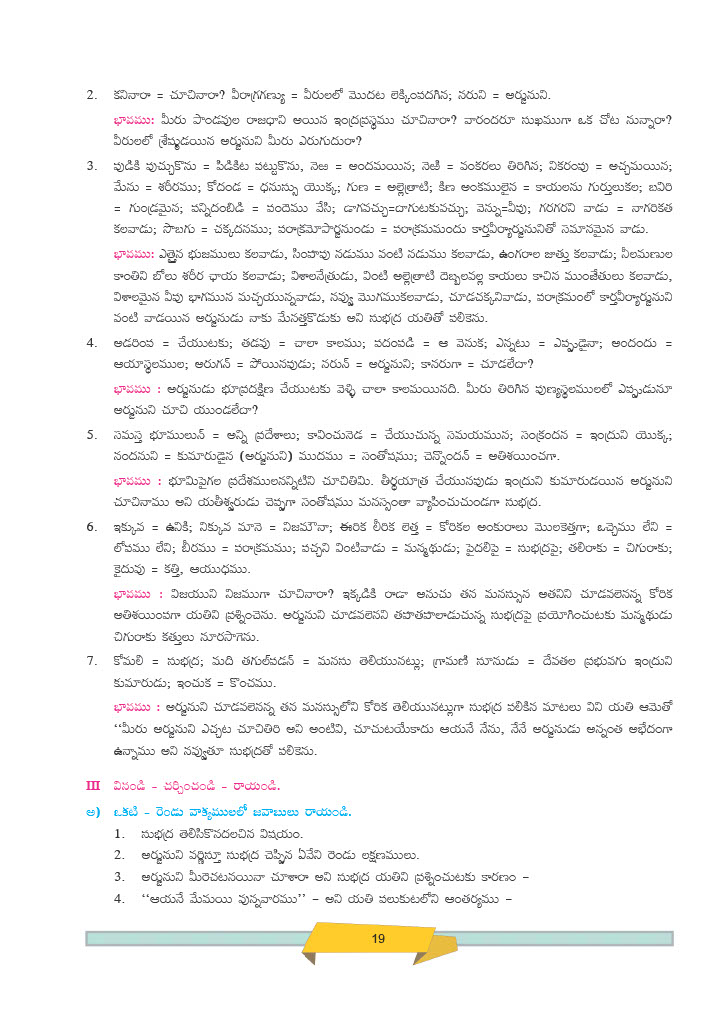 2. కనినారా = చూచినారా? వీరాగ్రగణ్యు = వీరులలో మొదట లెక్కింపదగిన; నరుని = అర్జునుని.
భావము: మీరు పాండవుల రాజధాని అయిన ఇంద్రప్రస్థము చూచినారా? వారందరూ సుఖముగా ఒక చోట నున్నారా?
వీరులలో శ్రేష్ఠుడయిన అర్జునుని మీరు ఎరుగుదురా?
3. పుడికి పుచ్చుకొను = పిడికిట పట్టుకొను, నెఱ = అందమయిన; నెఱి = వంకరలు తిరిగిన; నికరంపు = అచ్చమయిన;
మేను = శరీరము; కోదండ = ధనుస్సు యొక్క; గుణ = అల్లెత్రాటి; కిణ అంకములైన = కాయలను గుర్తులుకల; బవిరి
= గుండ్రమైన; పన్నిదంబిడి = పందెము వేసి; డాగవచ్చు=దాగుటకువచ్చు; వెన్ను=వీపు; గరగరని వాడు = నాగరికత
కలవాడు; సొబగు = చక్కదనము; పరాక్రమోపార్జనుండు = పరాక్రమమందు కార్తవీర్యార్జునునితో సమానమైన వాడు.
భావము: ఎత్తైన భుజములు కలవాడు, సింహపు నడుము వంటి నడుము కలవాడు, ఉంగరాల జుత్తు కలవాడు; నీలమణుల
కాంతిని బోలు శరీర ఛాయ కలవాడు; విశాలనేత్రుడు, వింటి అల్లెత్రాటి దెబ్బలవల్ల కాయలు కాచిన ముంజేతులు కలవాడు,
విశాలమైన వీపు భాగమున మచ్చయున్నవాడు, నవ్వు మొగముకలవాడు, చూడచక్కనివాడు, పరాక్రమంలో కార్తవీర్యార్జునుని
వంటి వాడయిన అర్జునుడు నాకు మేనత్తకొడుకు అని సుభద్ర యతితో పలికెను.
4. అడరింప = చేయుటకు; తడవు = చాలా కాలము; పదంపడి = ఆ వెనుక; ఎన్నటు = ఎప్పుడైనా; అందందు =
ఆయాస్థలముల; అరుగన్ = పోయినపుడు; నరున్ = అర్జునుని; కానరుగా = చూడలేదా?
భావము : అర్జునుడు భూప్రదక్షిణ చేయుటకు వెళ్ళి చాలా కాలమయినది. మీరు తిరిగిన పుణ్యస్థలములలో ఎప్పుడునూ
అర్జునుని చూచి యుండలేదా?
5. సమస్త భూములున్ = అన్ని ప్రదేశాలు; కావించునెడ = చేయుచున్న సమయమున; సంక్రందన = ఇంద్రుని యొక్క;
నందనుని = కుమారుడైన (అర్జునుని) ముదము = సంతోషము; చెన్నొందన్ = అతిశయించగా.
భావము : భూమిపైగల ప్రదేశములనన్నిటిని చూచితిమి. తీర్థయాత్ర చేయునపుడు ఇంద్రుని కుమారుడయిన అర్జునుని
చూచినాము అని యతీశ్వరుడు చెప్పగా సంతోషము మనస్సెంతా వ్యాపించుచుండగా సుభద్ర.
6. ఇక్కువ = ఉనికి; నిక్కువ మానె = నిజమౌనా; ఈరిక లీరిక లెత్త = కోరికల అంకురాలు మొలకెత్తగా; ఒచ్చెము లేని =
లోపము లేని; బీరము = పరాక్రమము; పచ్చని వింటివాడు = మన్మథుడు; పైదలిపై = సుభద్రపై; తలిరాకు = చిగురాకు;
కైదువు = కత్తి, ఆయుధము.
భావము : విజయుని నిజముగా చూచినారా? ఇక్కడికి రాడా అనుచు తన మనస్సున అతనిని చూడవలెనన్న కోరిక
అతిశయింపగా యతిని ప్రశ్నించెను. అర్జునుని చూడవలెనని తహతహలాడుచున్న సుభద్రపై ప్రయోగించుటకు మన్మథుడు
చిగురాకు కత్తులు నూరసాగెను.
7. కోమలి = సుభద్ర; మది తగుల్‌పడన్ = మనసు తెలియునట్లు; గ్రామణి సూనుడు = దేవతల ప్రభువగు ఇంద్రుని
కుమారుడు; ఇంచుక = కొంచము.
భావము : అర్జునుని చూడవలెనన్న తన మనస్సులోని కోరిక తెలియునట్లుగా సుభద్ర పలికిన మాటలు విని యతి ఆమెతో
‘‘మీరు అర్జునుని ఎచ్చట చూచితిరి అని అంటివి, చూచుటయేకాదు ఆయనే నేను, నేనే అర్జునుడు అన్నంత అభేదంగా
ఉన్నాము అని నవ్వుతూ సుభద్రతో పలికెను.
III వినండి - చర్చించండి - రాయండి.
అ) ఒకటి - రెండు వాక్యములలో జవాబులు రాయండి.
1. సుభద్ర తెలిసికొనదలచిన విషయం.
2. అర్జునుని వర్ణిస్తూ సుభద్ర చెప్పిన ఏవేని రెండు లక్షణములు.
3. అర్జునుని మీరెచటనయినా చూశారా అని సుభద్ర యతిని ప్రశ్నించుటకు కారణం -
4. ‘‘ఆయనే మేమయి వున్నవారము’’ - అని యతి పలుకుటలోని ఆంతర్యము -
19